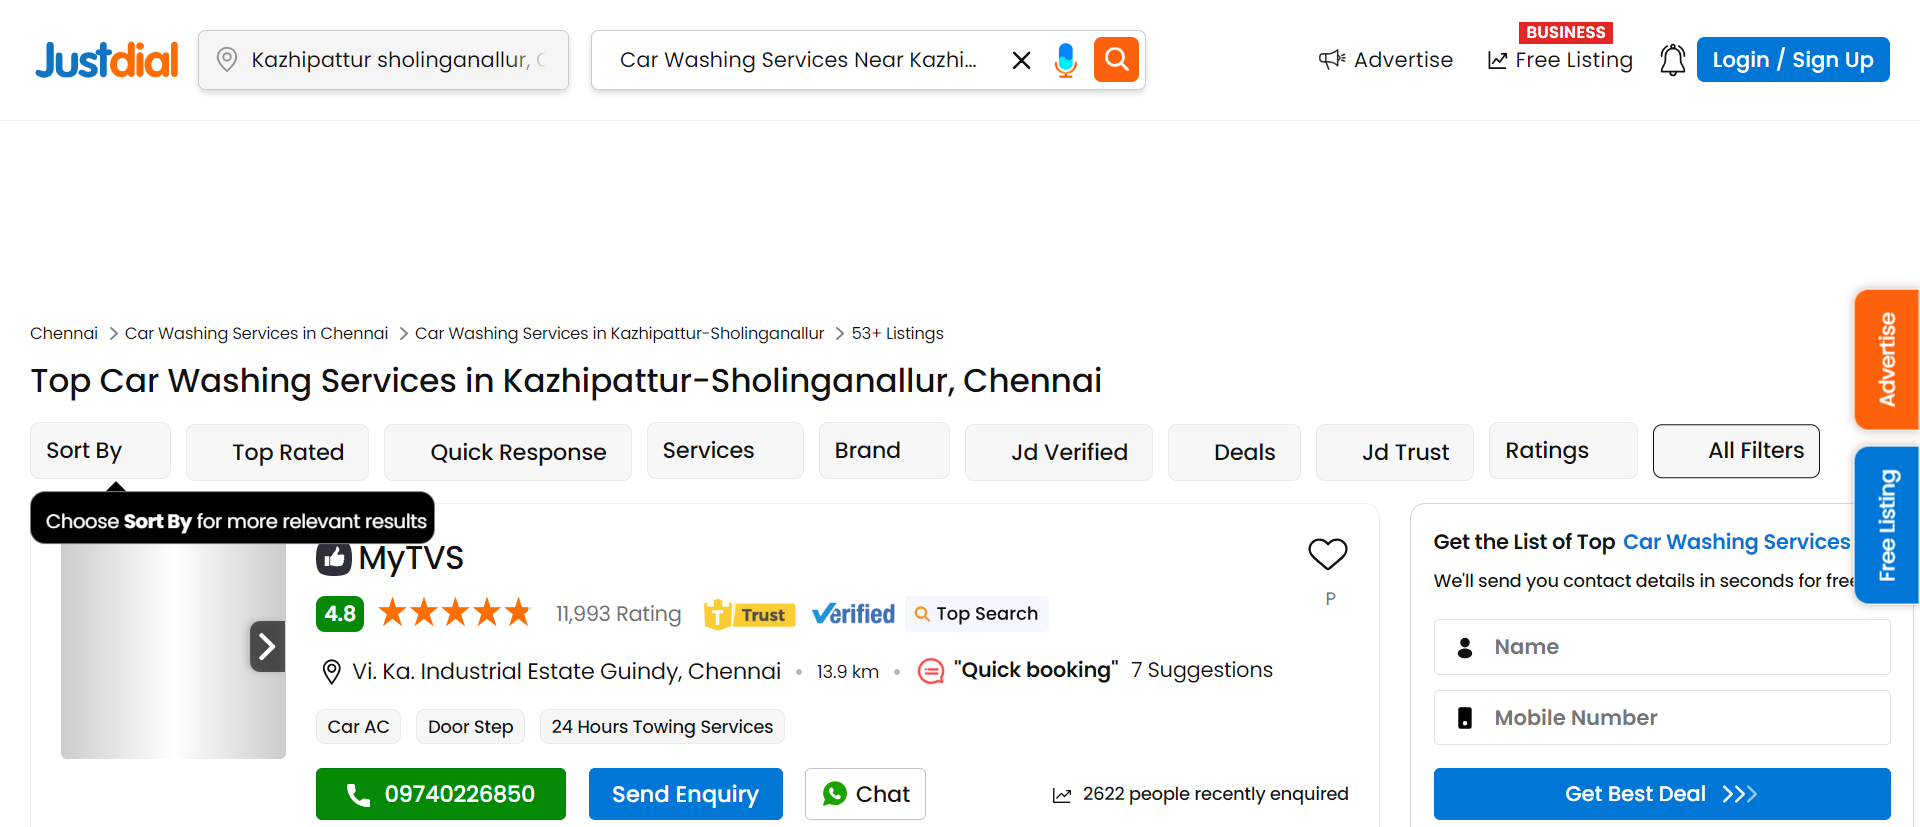 Justdial
Kazhipattur sholinganallur,
Car Washing Services Near Kazhi...
Advertise
BUSINESS
Free Listing
Login / Sign Up
Chennai
Car Washing Services in Chennai
Car Washing Services in Kazhipattur-Sholinganallur
53+ Listings
Top Car Washing Services in Kazhipattur-Sholinganallur, Chennai
Sort By
Top Rated
Quick Response
Services
Brand
Jd Verified
Deals
Jd Trust
Ratings
All Filters
Choose Sort By for more relevant results
MyTVS
4.8
11,993 Rating
T Trust
Verified
Top Search
Vi. Ka. Industrial Estate Guindy, Chennai
13.9 km
"Quick booking"
7 Suggestions
P
Car AC
Door Step
24 Hours Towing Services
09740226850
Send Enquiry
Chat
2622 people recently enquired
Get the List of Top Car Washing Services
We'll send you contact details in seconds for free
Name
Mobile Number
Get Best Deal
Advertise
Free Listing